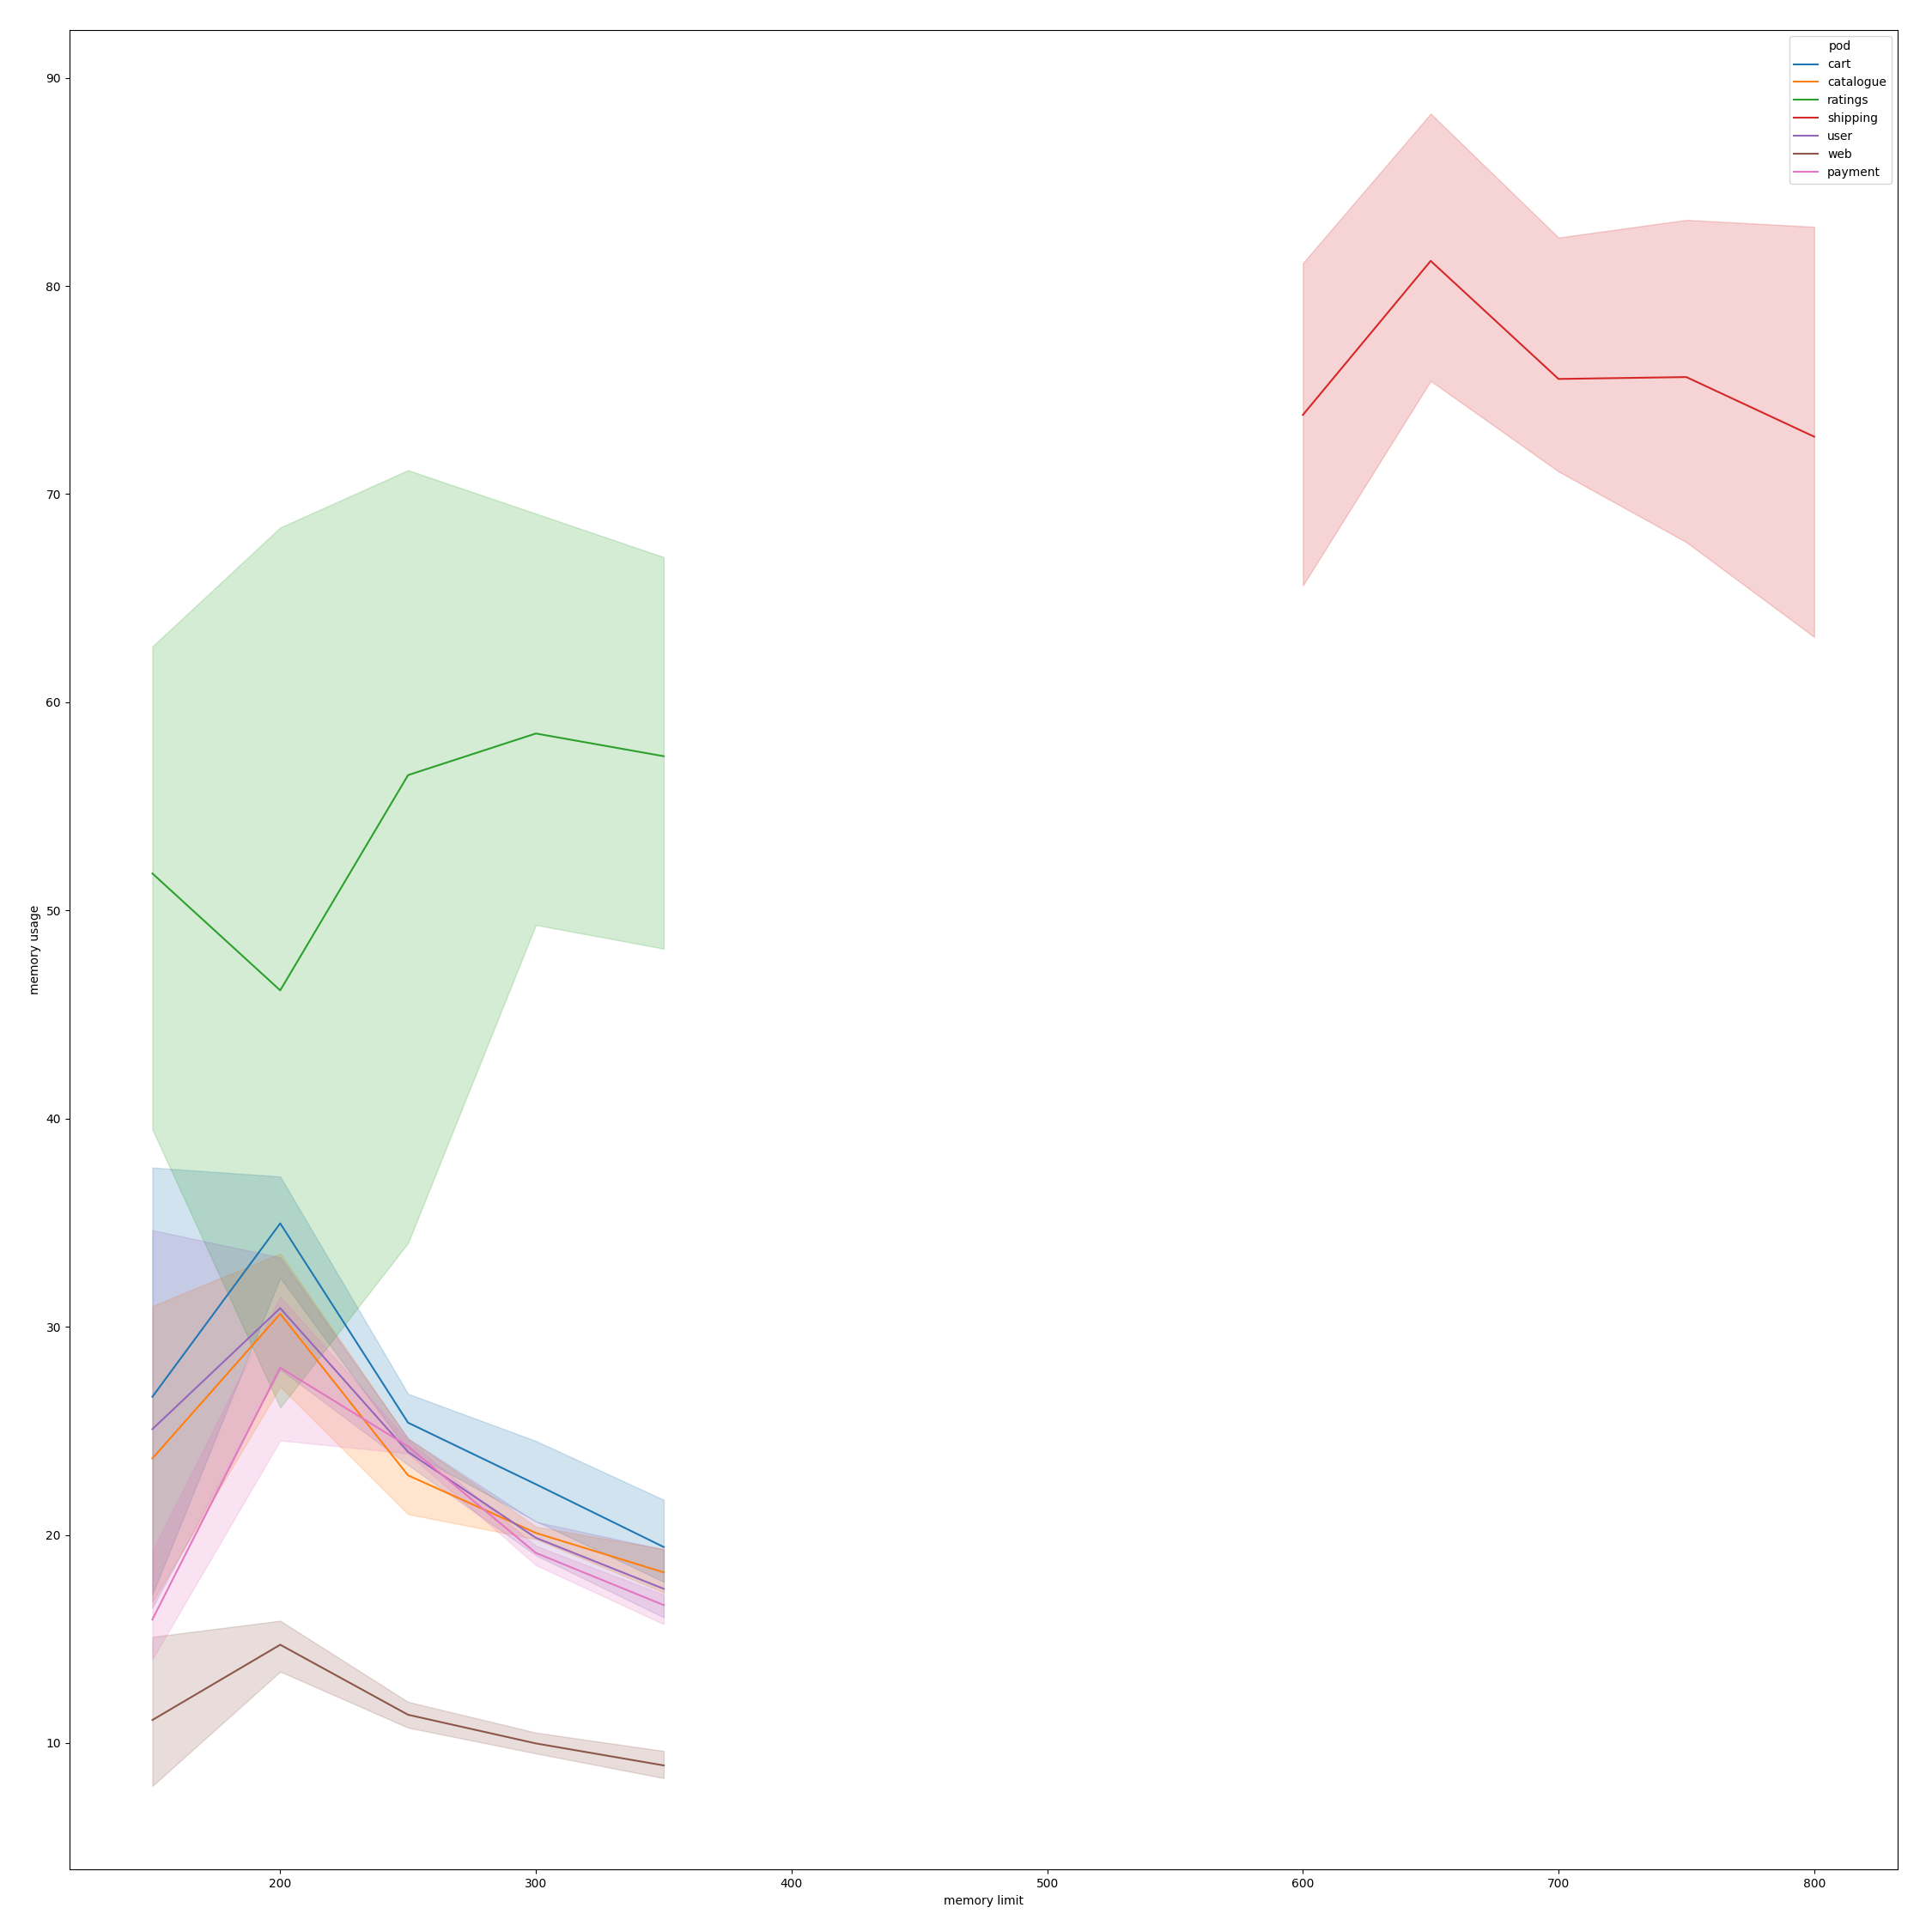 pod
cart
catalogue
ratings
shipping
user
web
payment
90
80
70
60
50
40
30
20
10
memory usage
200 300 400 500 600 700 800
memory limit